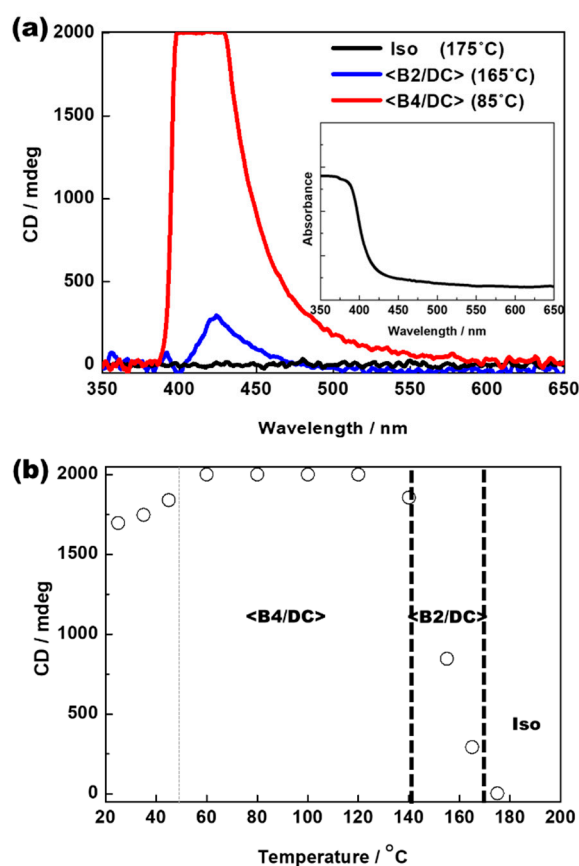 (a)
2000
1500
1000
500
0
CD / mdeg
Iso (175°C)
<B2/DC> (165°C)
<B4/DC> (85°C)
Absorbance
350 400 450 500 550 600 650
Wavelength / nm
350 400 450 500 550 600 650
Wavelength / nm
(b)
2000
1500
1000
500
0
CD / mdeg
<B4/DC>
<B2/DC>
Iso
20 40 60 80 100 120 140 160 180 200
Temperature / °C